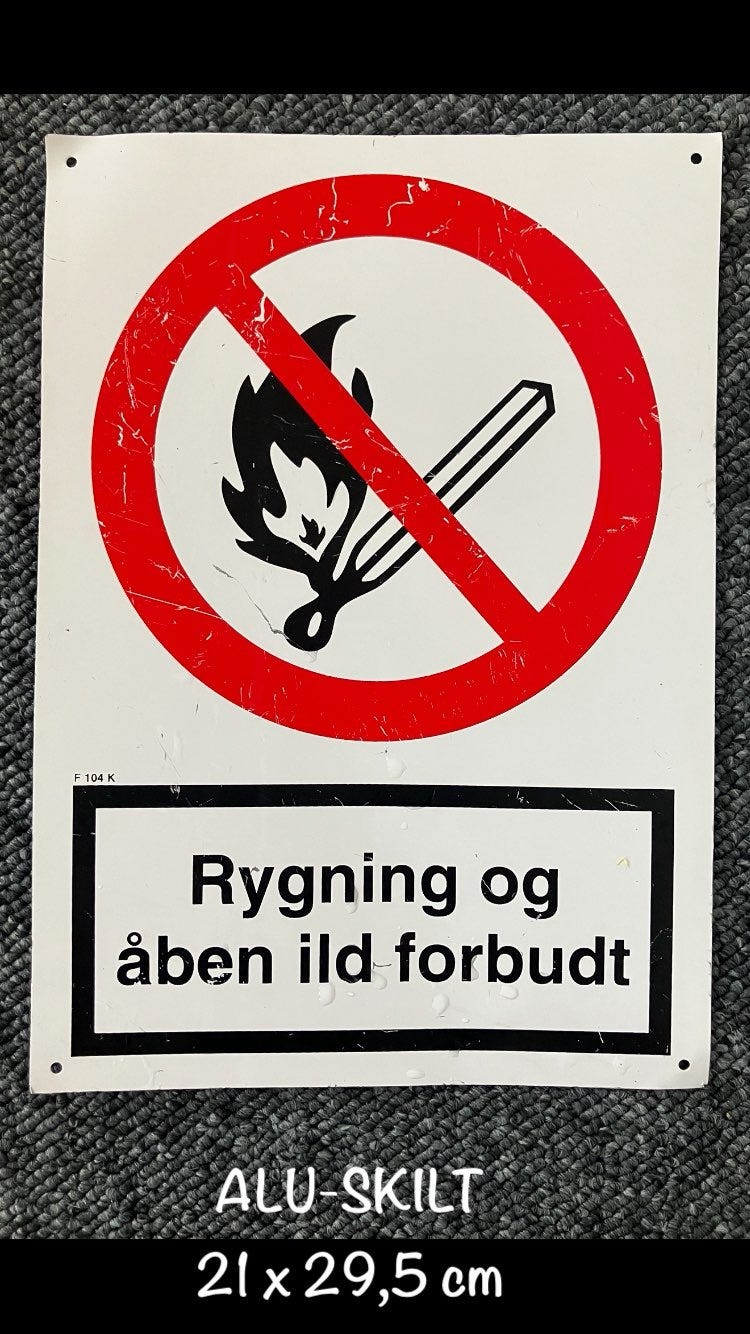 F 104 K
Rygning og
åben ild forbudt
ALU-SKILT
21 x 29,5 cm